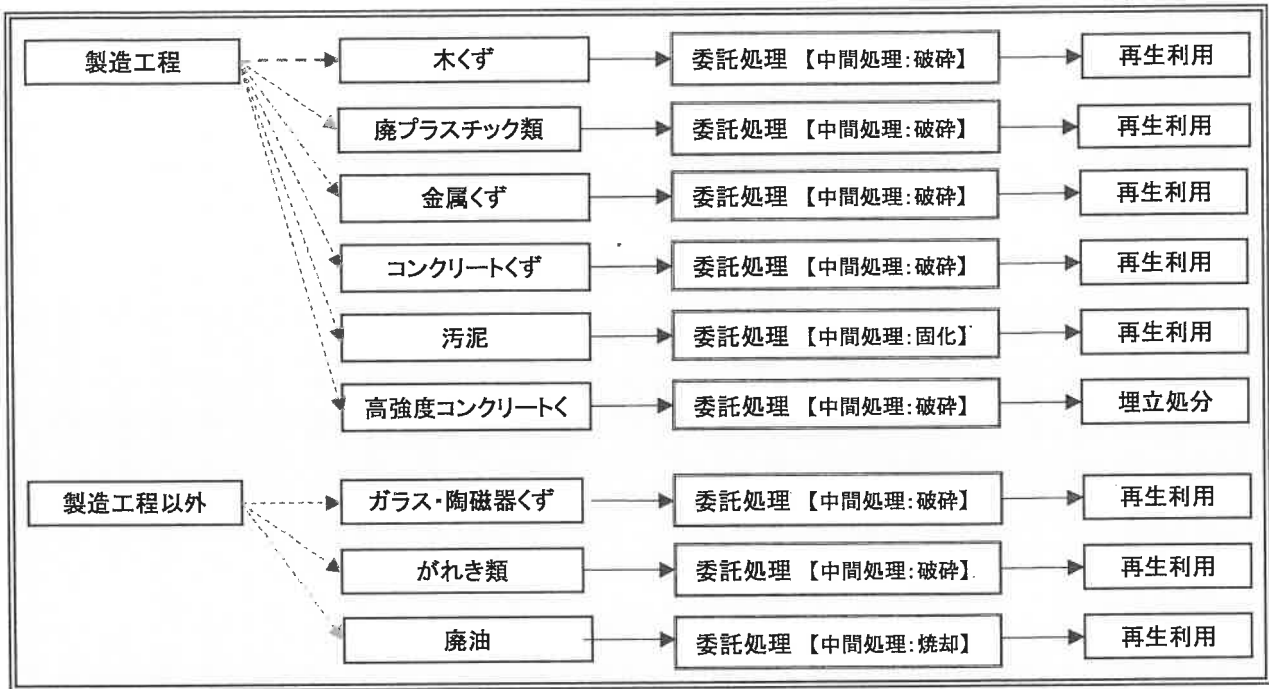 製造工程
木くず
委託処理 【中間処理:破砕】
再生利用
廃プラスチック類
委託処理 【中間処理:破砕】
再生利用
金属くず
委託処理 【中間処理:破砕】
再生利用
コンクリートくず
委託処理 【中間処理:破砕】
再生利用
汚泥
委託処理 【中間処理:固化】
再生利用
高強度コンクリートく
委託処理 【中間処理:破砕】
埋立処分
製造工程以外
ガラス・陶磁器くず
委託処理 【中間処理:破砕】
再生利用
がれき類
委託処理 【中間処理:破砕】
再生利用
廃油
委託処理 【中間処理:焼却】
再生利用